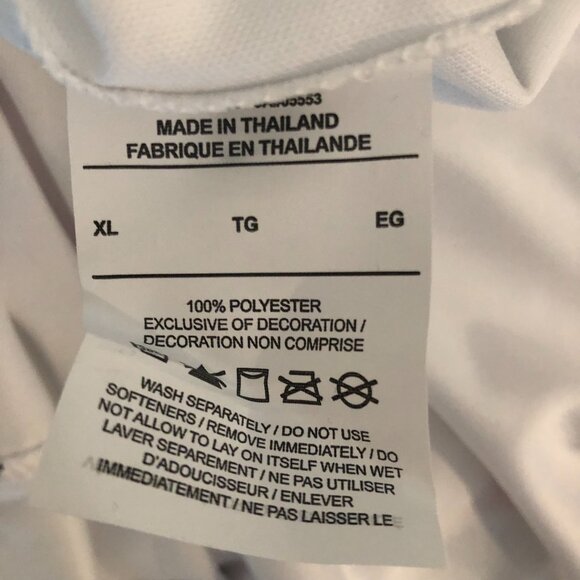 MADE IN THAILAND
FABRIQUE EN THAILANDE
XL TG EG
100% POLYESTER
EXCLUSIVE OF DECORATION /
DECORATION NON COMPRISE
WASH SEPARATELY / DO NOT USE
SOFTENERS / REMOVE IMMEDIATELY / DO
NOT ALLOW TO LAY ON ITSELF WHEN WET
LAVER SEPAREMENT / NE PAS UTILISER
D'ADOUCISSEUR / ENLEVER
IMMEDIATEMENT / NE PAS LAISSER LE